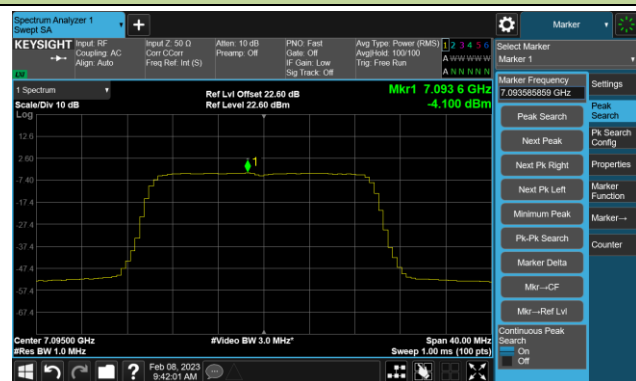 Spectrum Analyzer 1
Swept SA
Marker
KEYSIGHT
Input: RF
Coupling: AC
Align: Auto
Input Z: 50 Ω
Corr CCorr
Freq Ref: Int (S)
Atten: 10 dB
Preamp: Off
PNO: Fast
Gate: Off
IF Gain: Low
Sig Track: Off
Avg Type: Power (RMS)
Avg|Hold: 100/100
Trig: Free Run
1 2 3 4 5 6
A W W W W W
A N N N N N
LXI
Select Marker
Marker 1
1 Spectrum
Scale/Div 10 dB
Log
Ref Lvl Offset 22.60 dB
Ref Level 22.60 dBm
Mkr1 7.093 6 GHz
-4.100 dBm
12.6
2.60
-7.40
-17.4
-27.4
-37.4
-47.4
-57.4
-67.4
1
Center 7.09500 GHz
#Res BW 1.0 MHz
#Video BW 3.0 MHz*
Span 40.00 MHz
Sweep 1.00 ms (100 pts)
Marker Frequency
7.093585859 GHz
Peak Search
Next Peak
Next Pk Right
Next Pk Left
Minimum Peak
Pk-Pk Search
Marker Delta
Mkr→CF
Mkr→Ref Lvl
Continuous Peak
Search
On
Off
Settings
Peak
Search
Pk Search
Config
Properties
Marker
Function
Marker→
Counter
?
Feb 08, 2023
9:42:01 AM